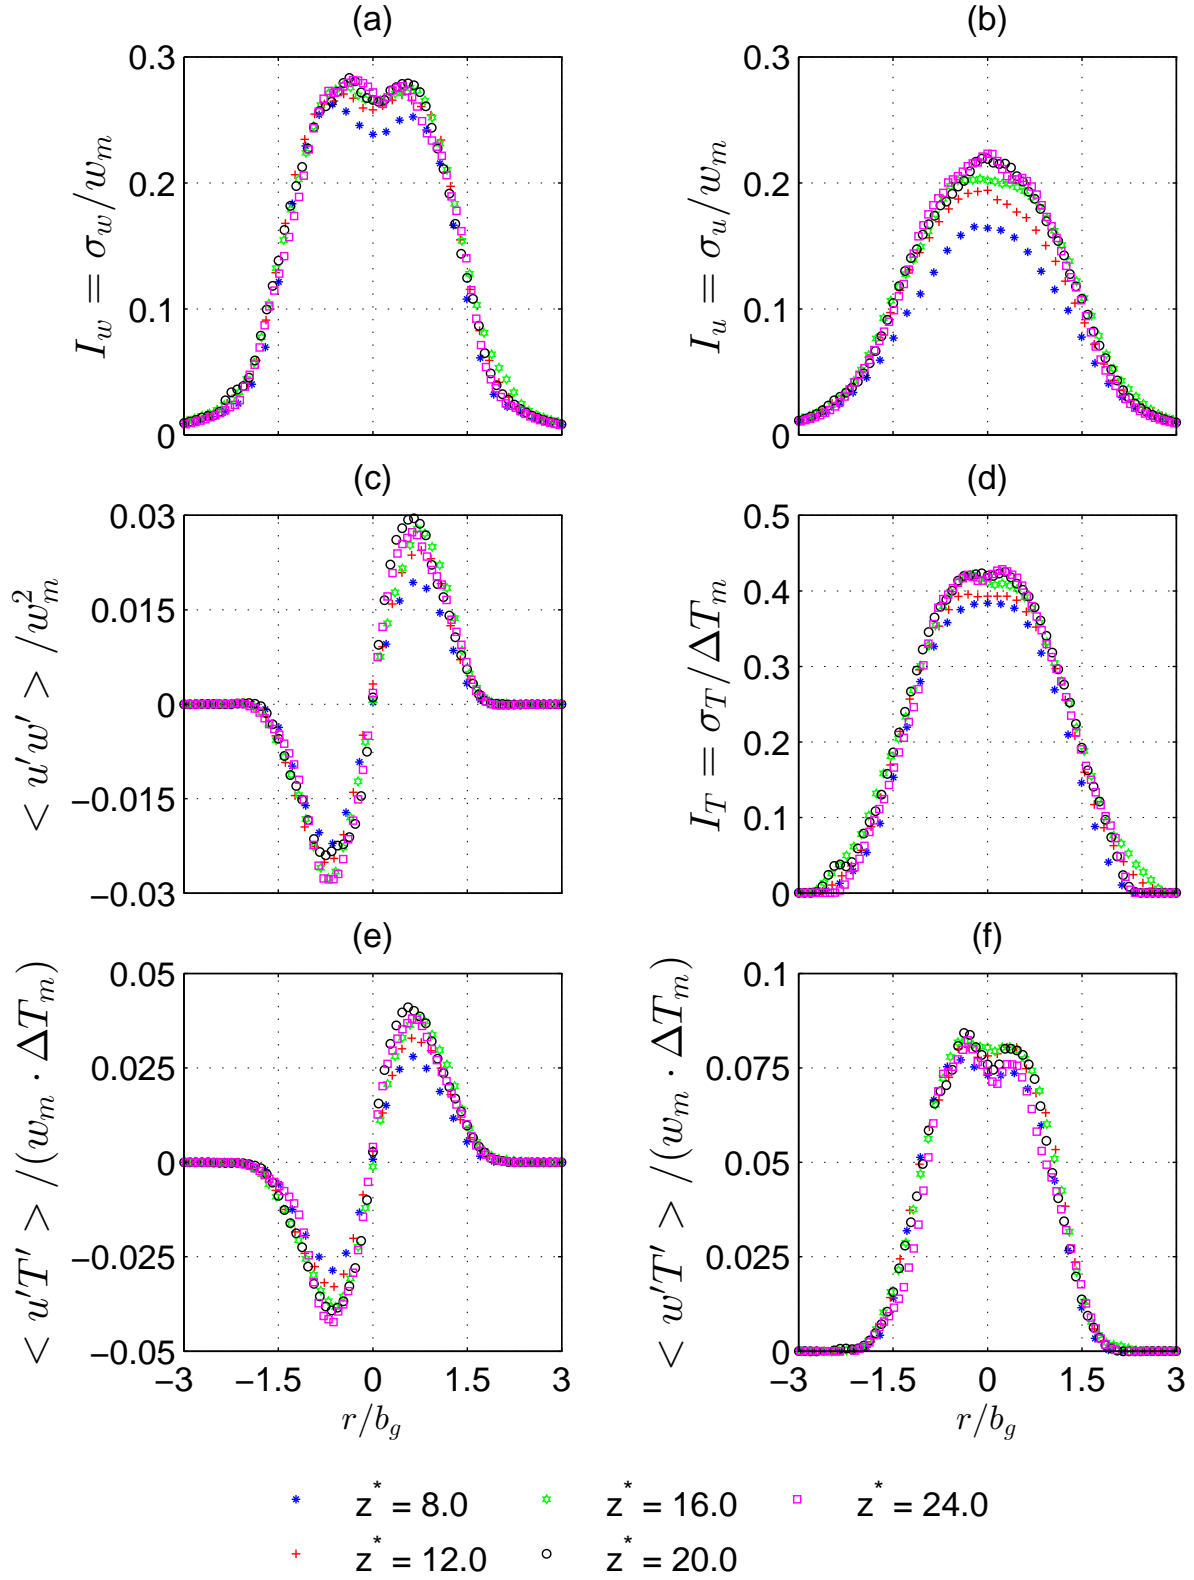 (a)
(b)
0.3
0.2
0.1
0
I_w = σ_w/w_m
0.3
0.2
0.1
0
I_u = σ_u/w_m
(c)
(d)
0.03
0.015
0
−0.015
−0.03
< u'w' > /w_m^2
0.5
0.4
0.3
0.2
0.1
0
I_T = σ_T/ΔT_m
(e)
(f)
0.05
0.025
0
−0.025
−0.05
< u'T' > /(w_m · ΔT_m)
−3 −1.5 0 1.5 3
r/b_g
0.1
0.075
0.05
0.025
0
< w'T' > /(w_m · ΔT_m)
−3 −1.5 0 1.5 3
r/b_g
z* = 8.0
z* = 16.0
z* = 24.0
z* = 12.0
z* = 20.0